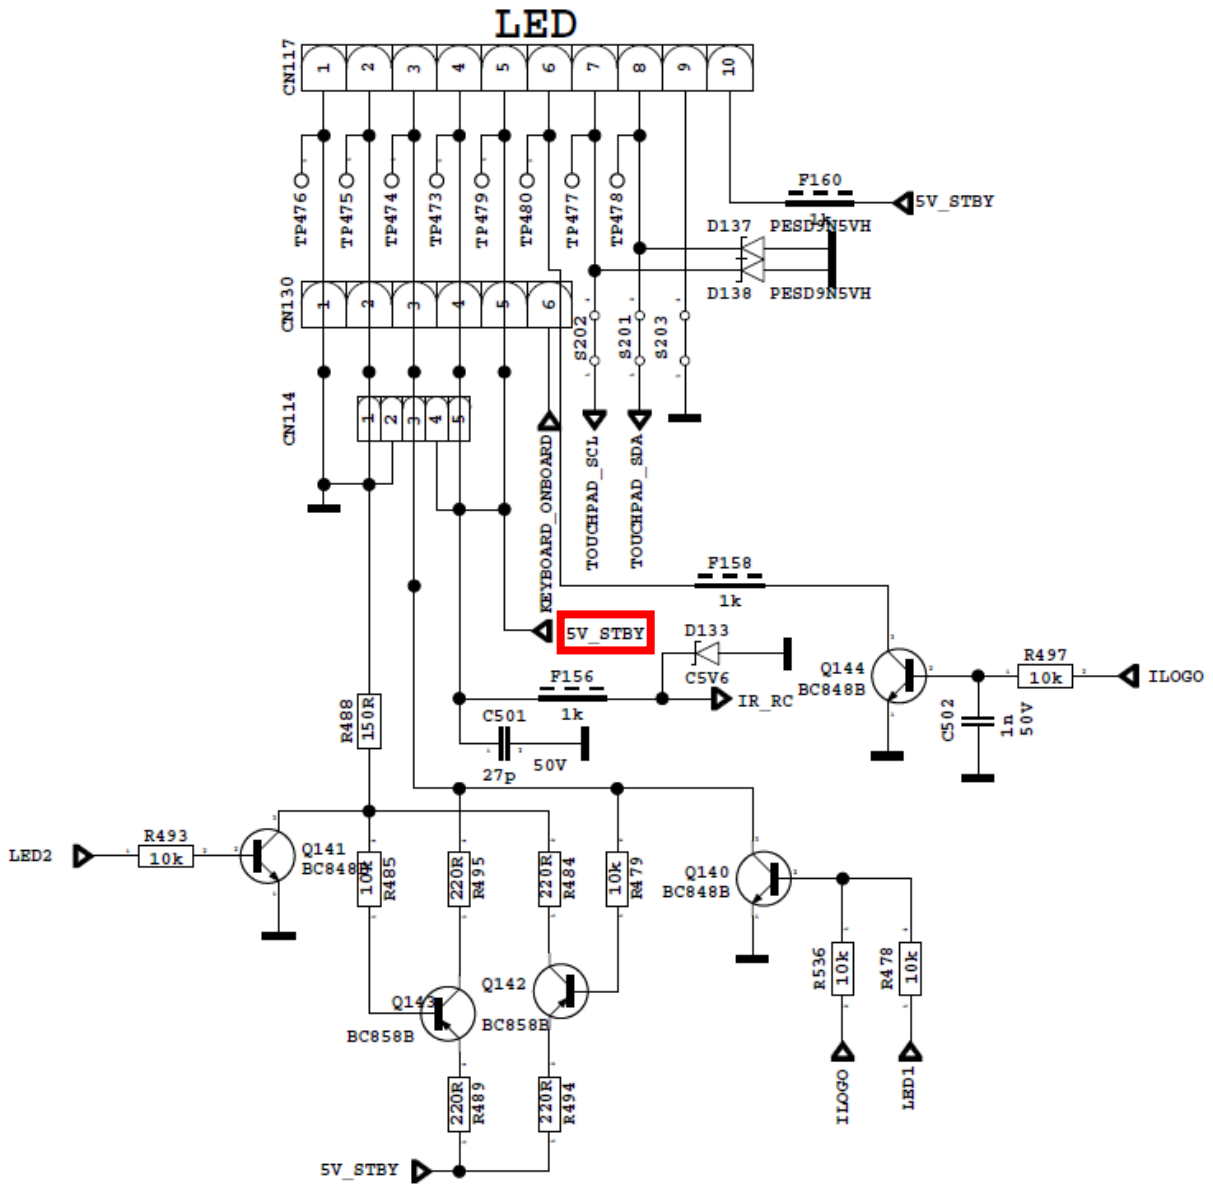 LED
CN117
1 2 3 4 5 6 7 8 9 10
TP476
TP475
TP474
TP473
TP479
TP480
TP477
TP478
F160
1k
5V_STBY
D137 PESD9N5VH
D138 PESD9N5VH
CN130
1 2 3 4 5 6
S202
S201
S203
CN114
1 2 3 4 5
KEYBOARD_ONBOARD
TOUCHPAD_SCL
TOUCHPAD_SDA
F158
1k
5V_STBY
D133
C5V6
F156
1k
IR_RC
Q144
BC848B
R497
10k
ILOGO
C502
1n
50V
R488
150R
C501
27p
50V
LED2
R493
10k
Q141
BC848B
10k
R485
220R
R495
220R
R484
10k
R479
Q140
BC848B
Q143
BC858B
Q142
BC858B
R536
10k
R478
10k
220R
R489
220R
R494
ILOGO
LED1
5V_STBY